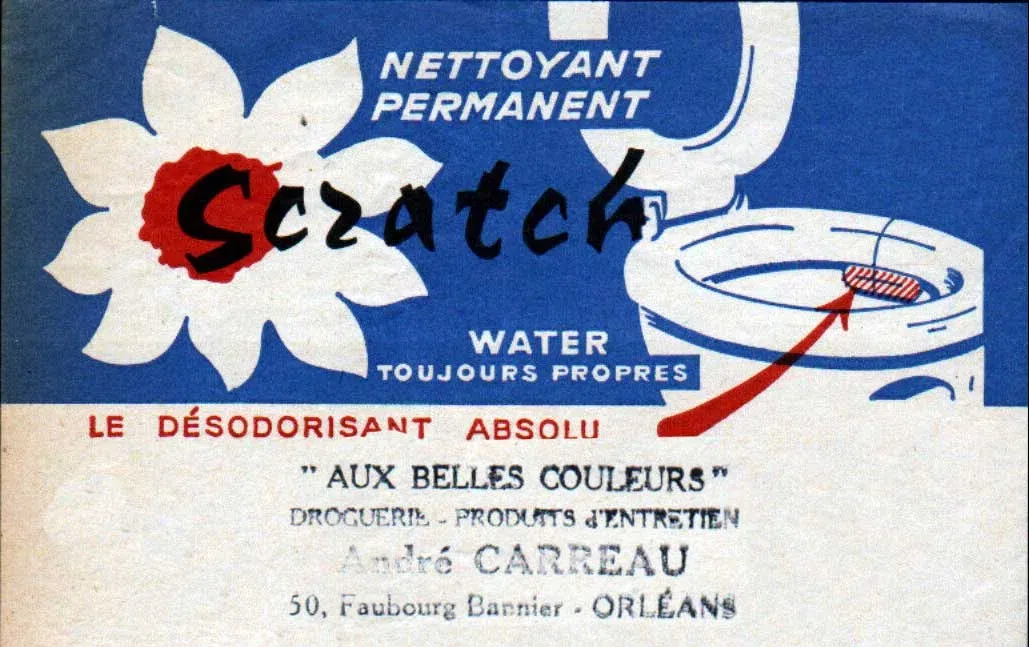 NETTOYANT
PERMANENT
Scratch
WATER
TOUJOURS PROPRES
LE DÉSODORISANT ABSOLU
"AUX BELLES COULEURS"
DROGUERIE - PRODUITS d'ENTRETIEN
André CARREAU
50, Faubourg Bannier - ORLÉANS